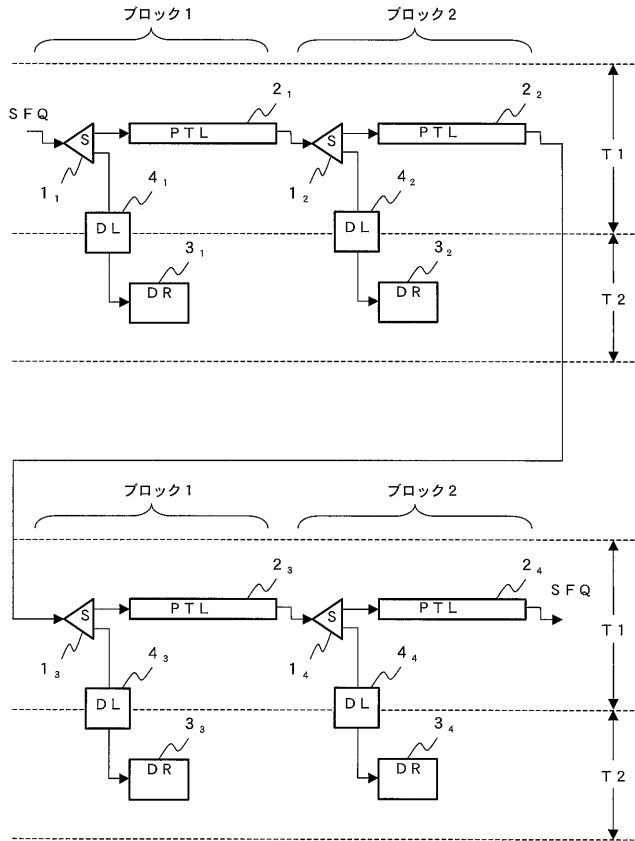 ブロック1 ブロック2
2₁ 2₂
SFQ
S PTL S PTL
T1
1₁ 4₁ 1₂ 4₂
DL DL
3₁ 3₂
DR DR
T2
ブロック1 ブロック2
2₃ 2₄
SFQ
S PTL S PTL
T1
1₃ 4₃ 1₄ 4₄
DL DL
3₃ 3₄
DR DR
T2